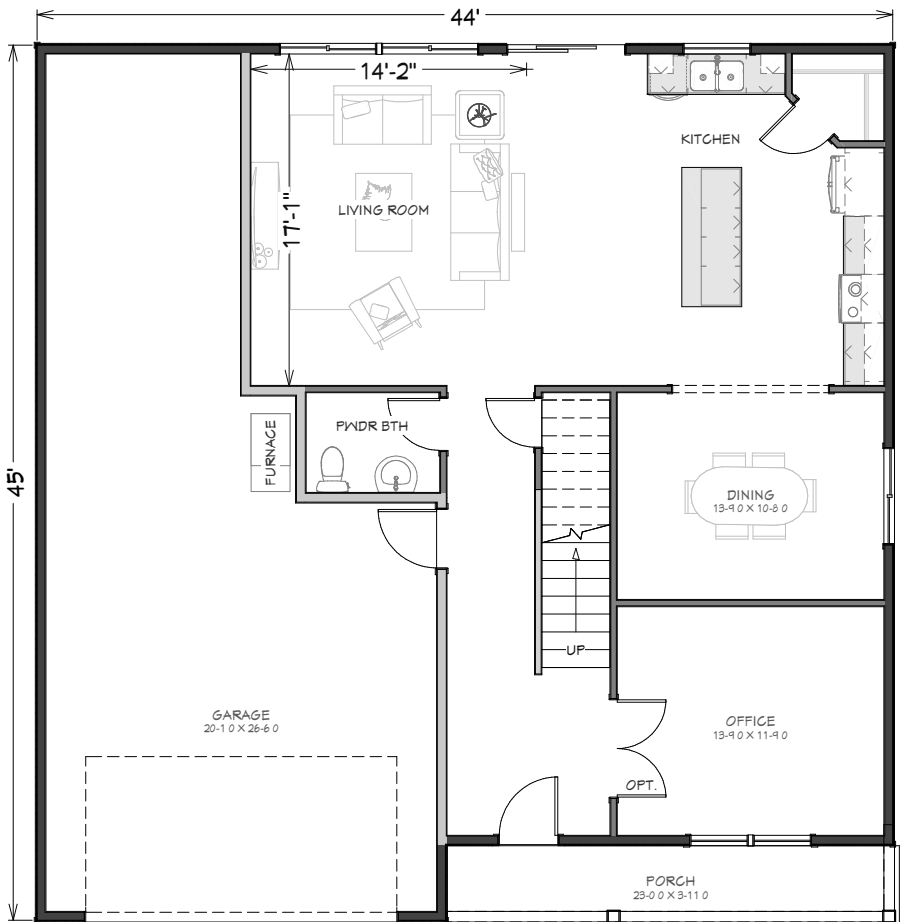 44'
14'-2"
KITCHEN
17'-1"
LIVING ROOM
FURNACE
PWDR BTH
45'
DINING
13-9 0 X 10-8 0
UP
GARAGE
20-1 0 X 26-6 0
OFFICE
13-9 0 X 11-9 0
OPT.
PORCH
23-0 0 X 3-11 0